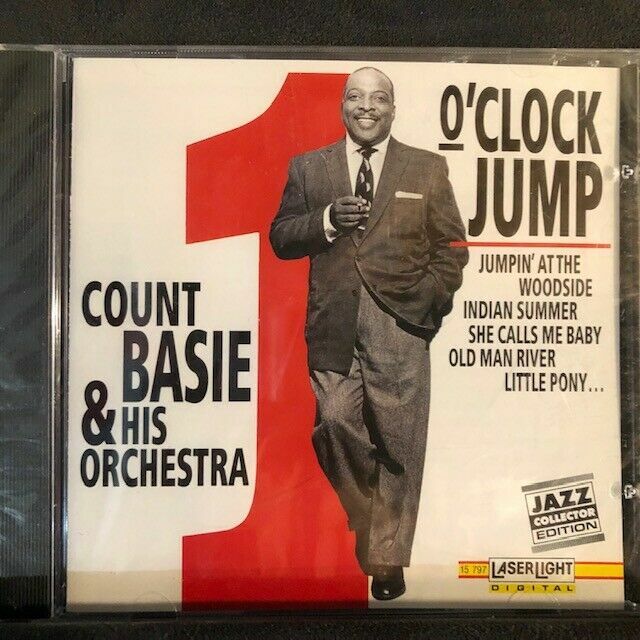 1
O'CLOCK
JUMP
JUMPIN' AT THE
WOODSIDE
INDIAN SUMMER
SHE CALLS ME BABY
OLD MAN RIVER
LITTLE PONY...
COUNT
BASIE
& HIS
ORCHESTRA
JAZZ
COLLECTOR
EDITION
15 797
LASERLIGHT
DIGITAL